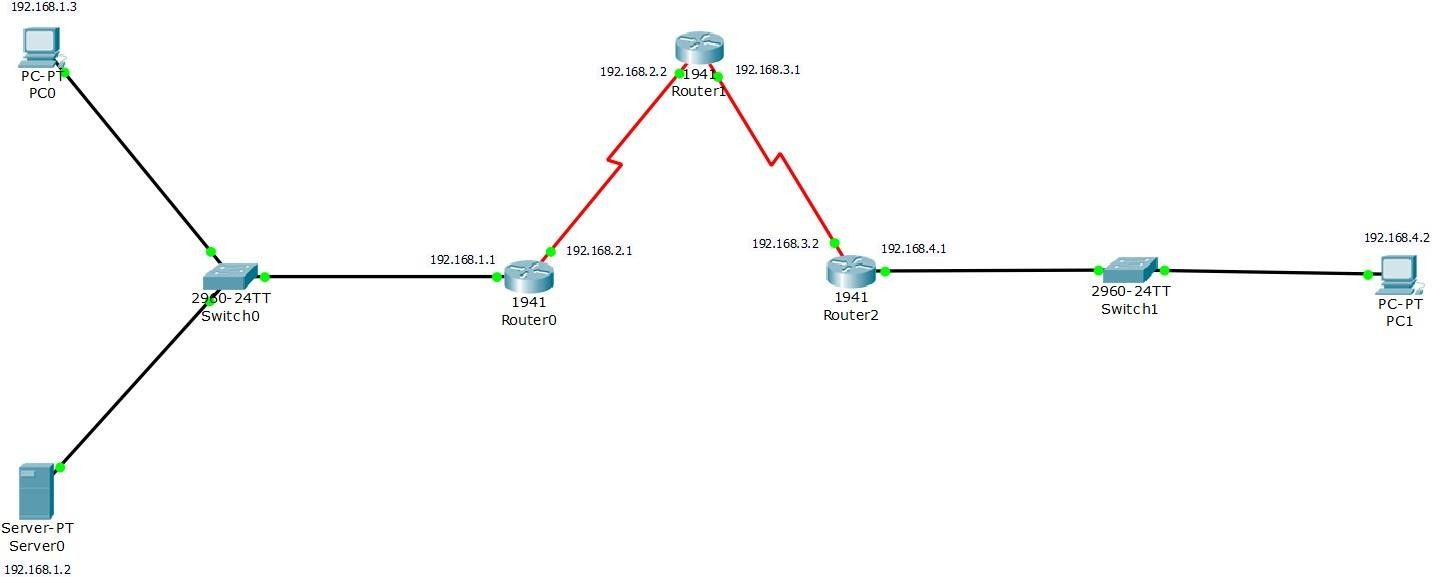 192.168.1.3
PC-PT
PC0
192.168.2.2
1941
Router1
192.168.3.1
2960-24TT
Switch0
192.168.1.1
192.168.2.1
1941
Router0
192.168.3.2
192.168.4.1
1941
Router2
2960-24TT
Switch1
192.168.4.2
PC-PT
PC1
Server-PT
Server0
192.168.1.2